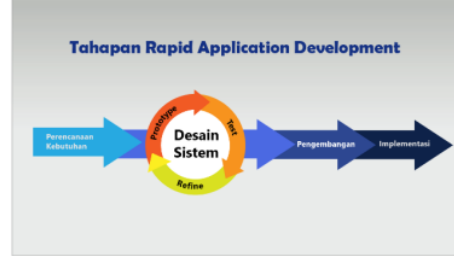 Tahapan Rapid Application Development
Perencanaan
Kebutuhan
Prototype
Test
Refine
Desain
Sistem
Pengembangan
Implementasi